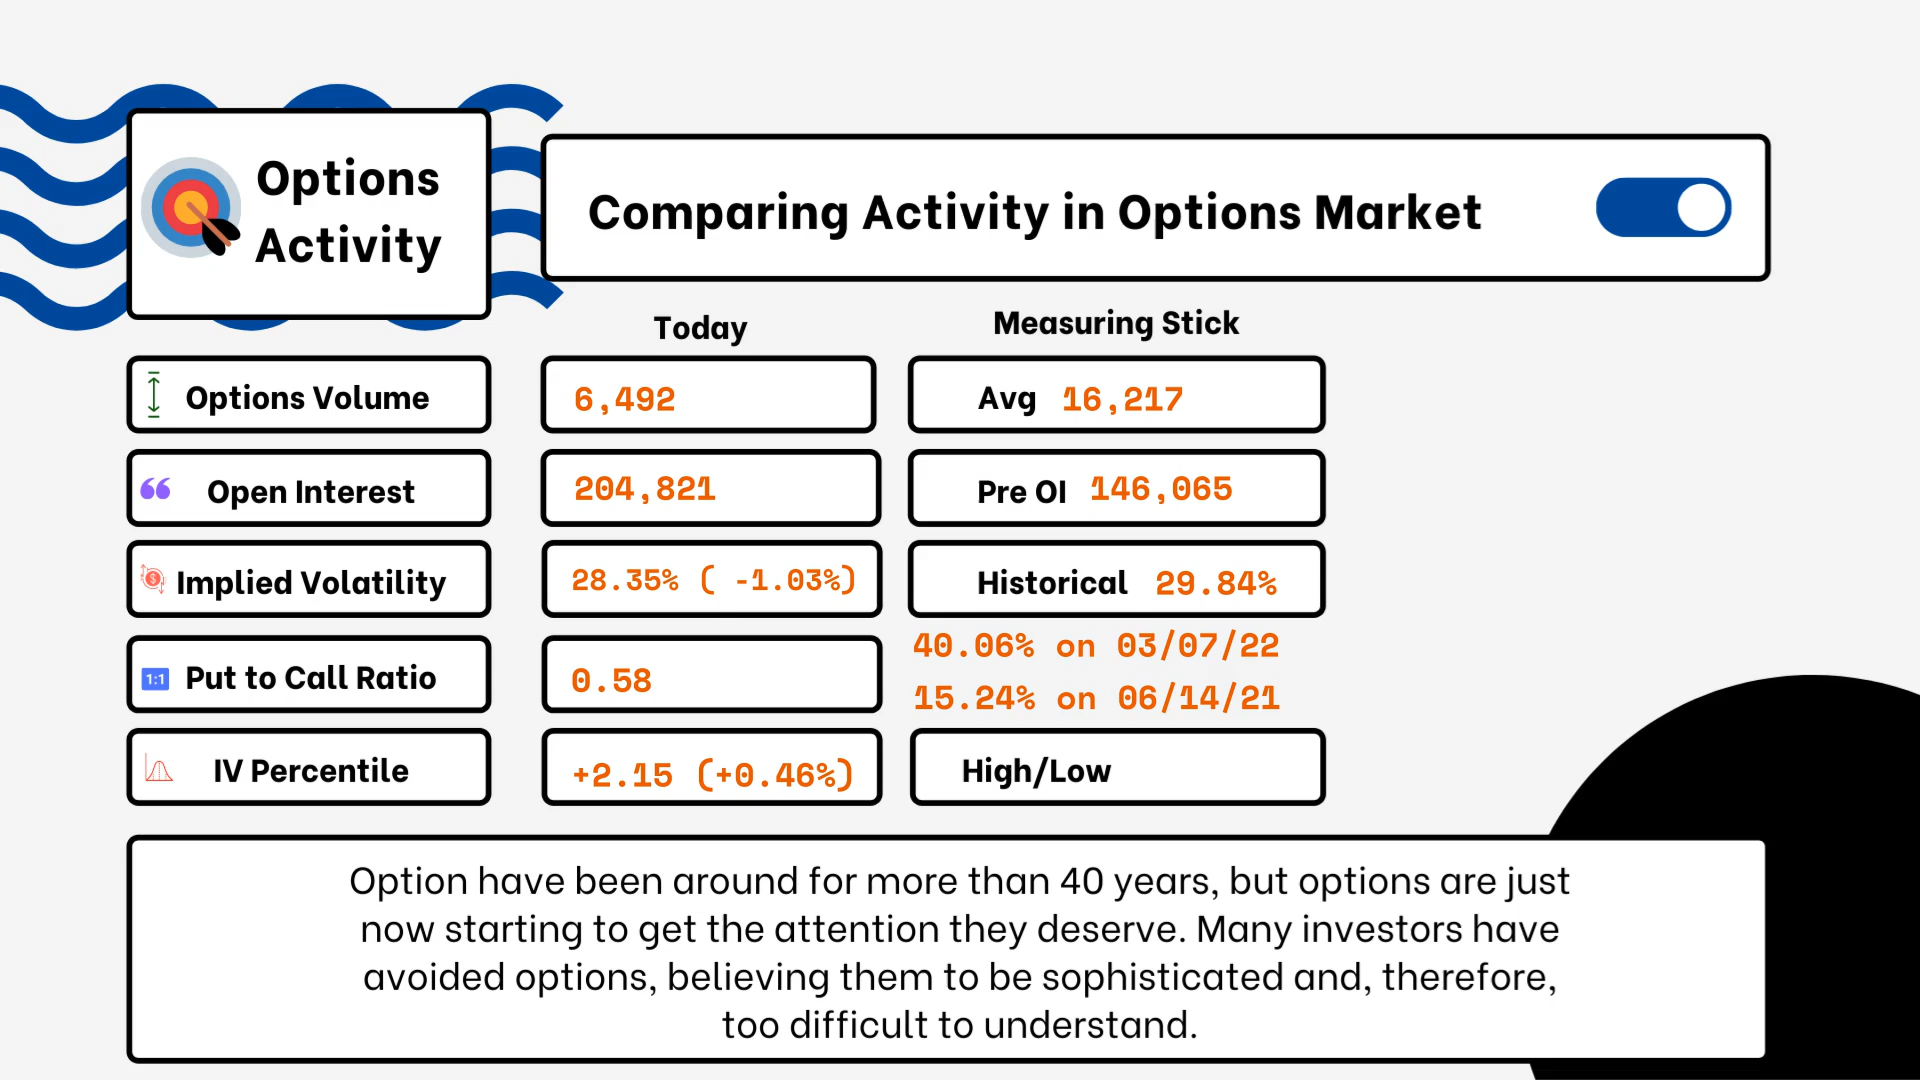 Options
Activity
Comparing Activity in Options Market
Today
Measuring Stick
Options Volume
6,492
Avg 16,217
Open Interest
204,821
Pre OI 146,065
Implied Volatility
28.35% ( -1.03%)
Historical 29.84%
1:1 Put to Call Ratio
0.58
40.06% on 03/07/22
15.24% on 06/14/21
IV Percentile
+2.15 (+0.46%)
High/Low
Option have been around for more than 40 years, but options are just
now starting to get the attention they deserve. Many investors have
avoided options, believing them to be sophisticated and, therefore,
too difficult to understand.